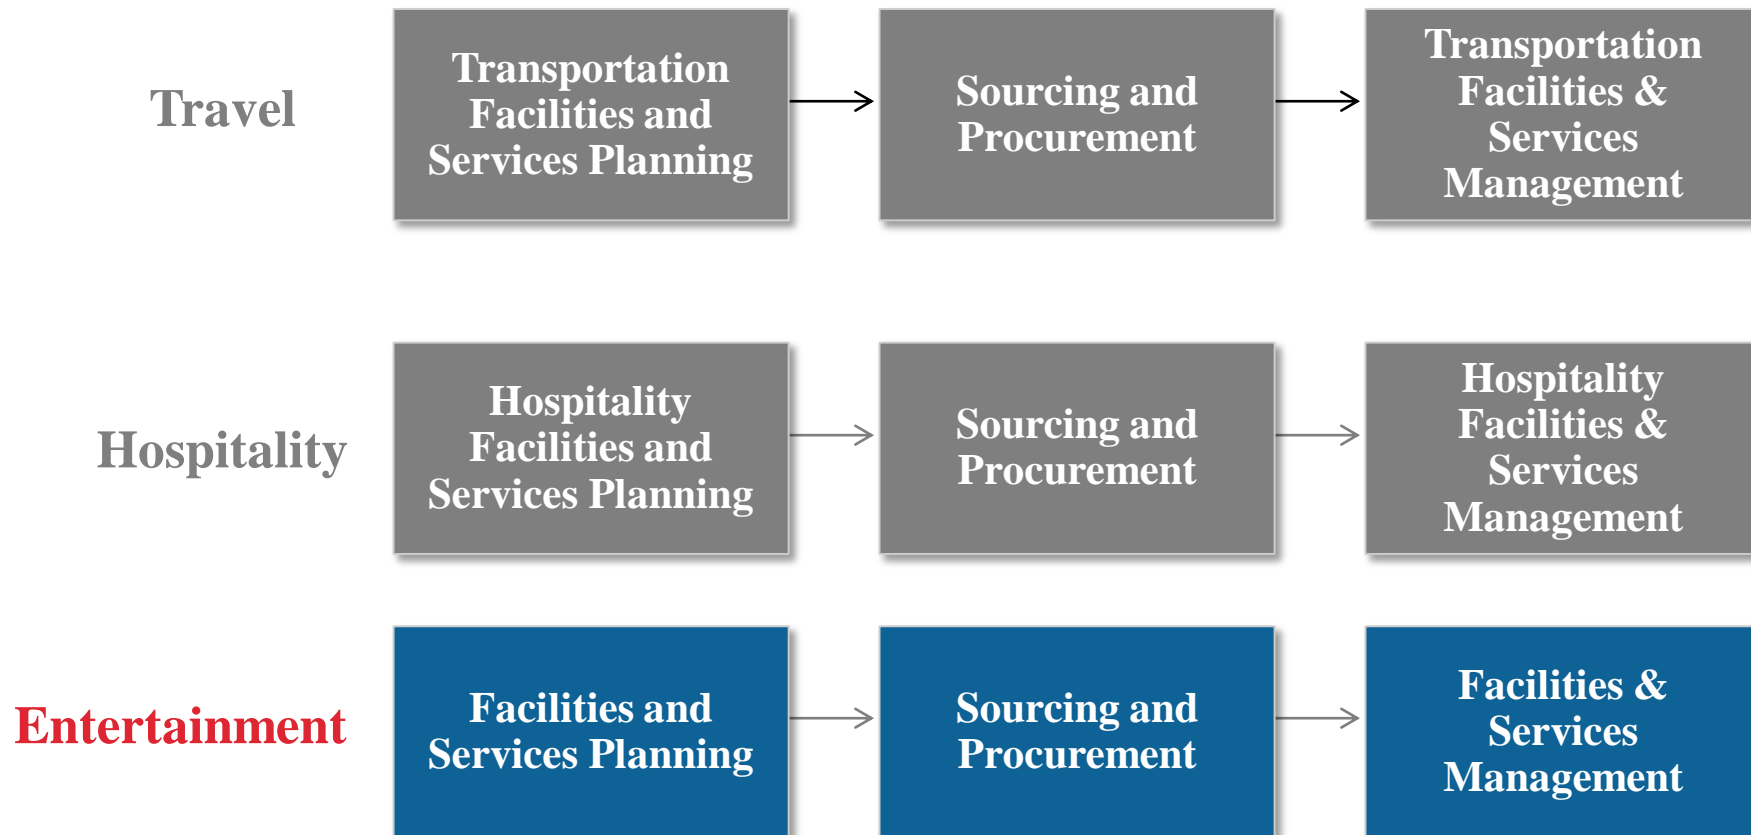 Travel
Transportation
Facilities and
Services Planning
Sourcing and
Procurement
Transportation
Facilities &
Services
Management
Hospitality
Hospitality
Facilities and
Services Planning
Sourcing and
Procurement
Hospitality
Facilities &
Services
Management
Entertainment
Facilities and
Services Planning
Sourcing and
Procurement
Facilities &
Services
Management